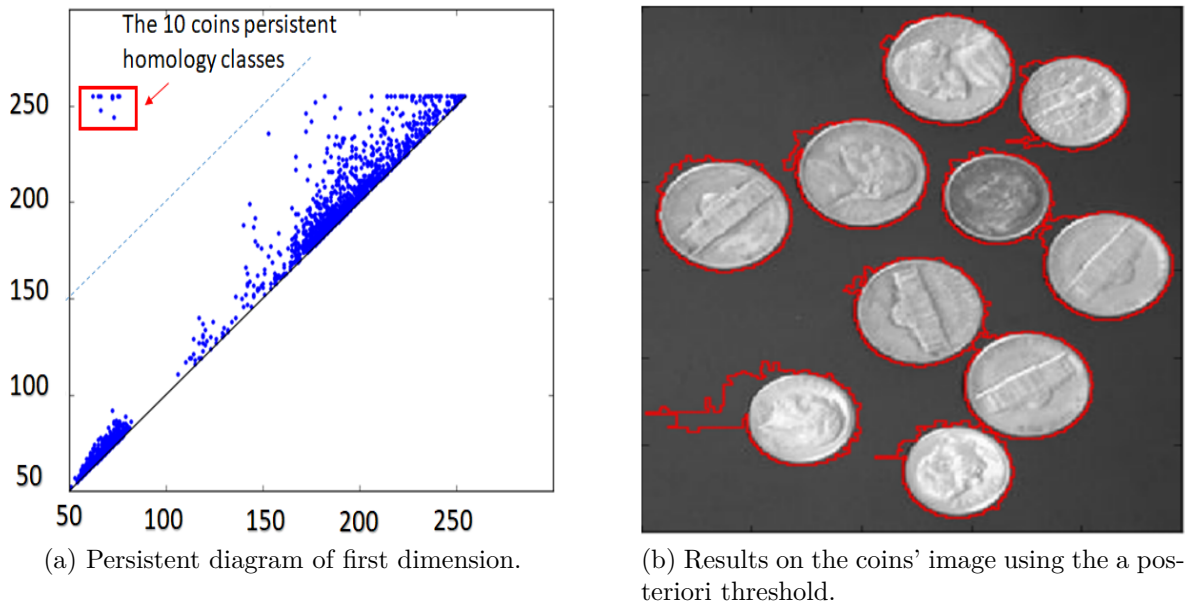 The 10 coins persistent
homology classes
250
200
150
100
50
50 100 150 200 250
(a) Persistent diagram of first dimension.
(b) Results on the coins' image using the a pos-
teriori threshold.